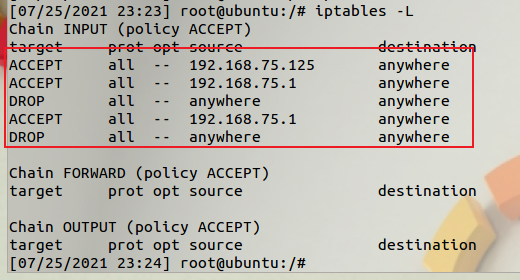 [07/25/2021 23:23] root@ubuntu:/# iptables -L
Chain INPUT (policy ACCEPT)
target     prot opt source               destination
ACCEPT     all  --  192.168.75.125       anywhere
ACCEPT     all  --  192.168.75.1         anywhere
DROP       all  --  anywhere             anywhere
ACCEPT     all  --  192.168.75.1         anywhere
DROP       all  --  anywhere             anywhere

Chain FORWARD (policy ACCEPT)
target     prot opt source               destination

Chain OUTPUT (policy ACCEPT)
target     prot opt source               destination
[07/25/2021 23:24] root@ubuntu:/#